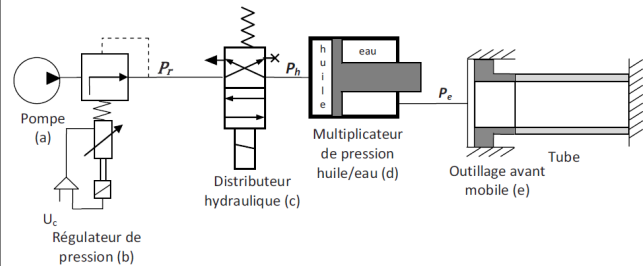 Pompe
(a)
Pr
Ph
h
u
i
l
e
eau
Pe
Uc
Régulateur de
pression (b)
Distributeur
hydraulique (c)
Multiplicateur
de pression
huile/eau (d)
Outillage avant
mobile (e)
Tube